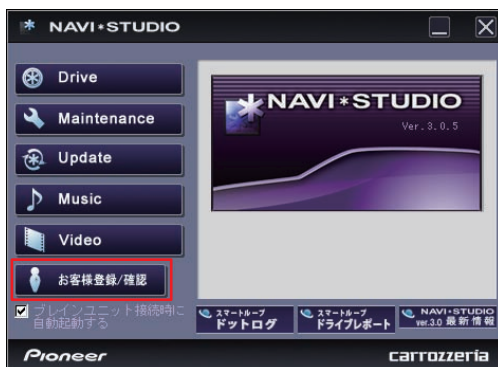 NAVI*STUDIO
Drive
Maintenance
Update
Music
Video
お客様登録/確認
ブレインユニット接続時に
自動起動する
NAVI*STUDIO
Ver.3.0.5
スマートループ
ドットログ
スマートループ
ドライブレポート
NAVI*STUDIO
ver.3.0 最新情報
Pioneer
carrozzeria